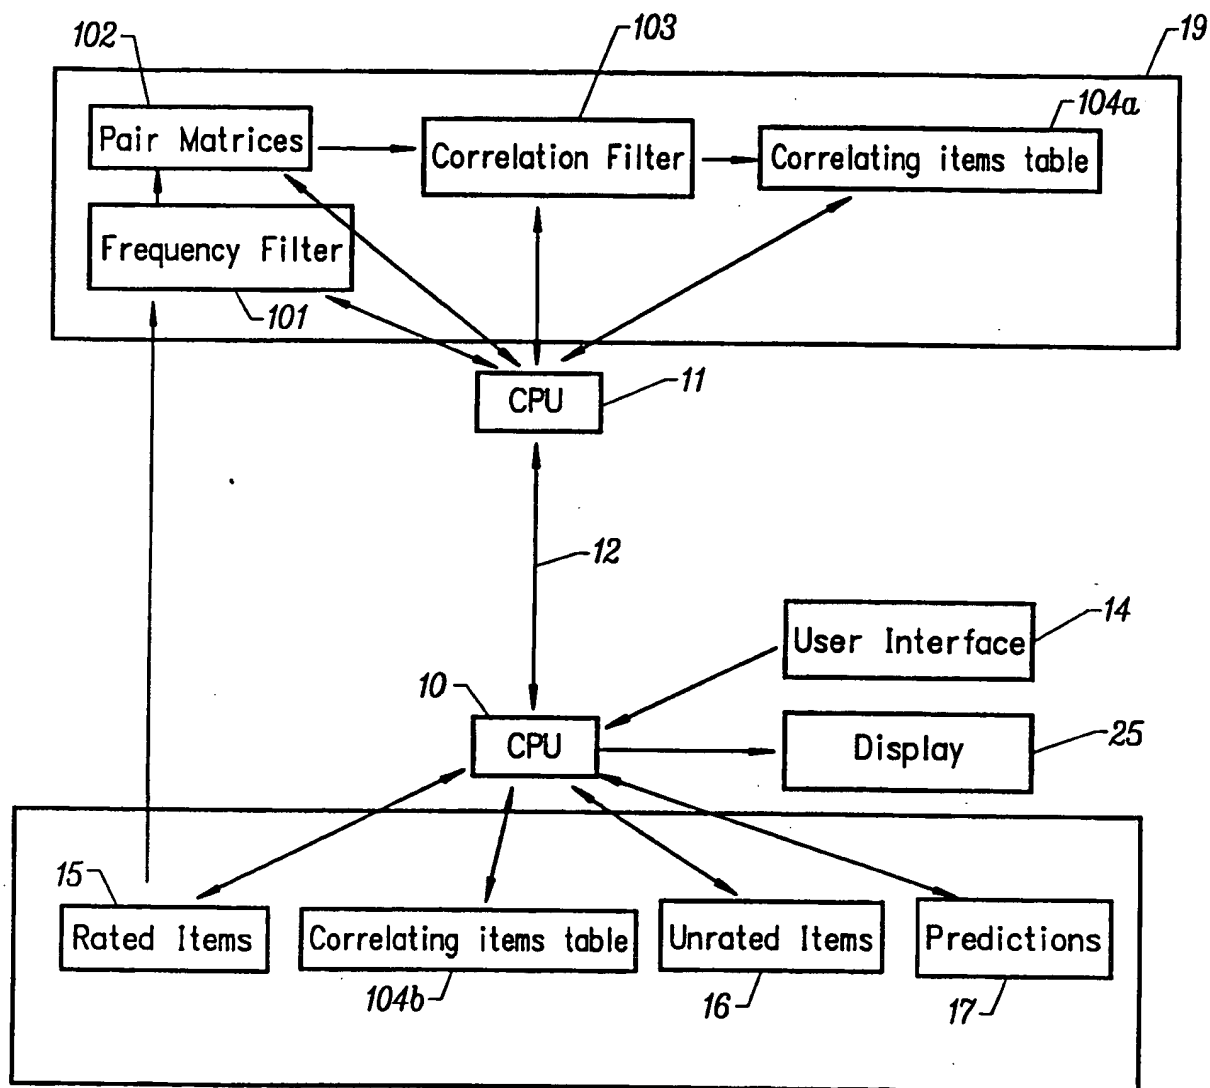 102
103
19
104a
Pair Matrices
Correlation Filter
Correlating items table
Frequency Filter
101
CPU
11
12
14
User Interface
10
CPU
Display
25
15
Rated Items
Correlating items table
Unrated Items
Predictions
104b
16
17